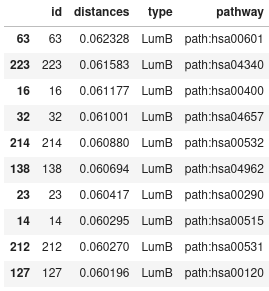 id distances type pathway
63 63 0.062328 LumB path:hsa00601
223 223 0.061583 LumB path:hsa04340
16 16 0.061177 LumB path:hsa00400
32 32 0.061001 LumB path:hsa04657
214 214 0.060880 LumB path:hsa00532
138 138 0.060694 LumB path:hsa04962
23 23 0.060417 LumB path:hsa00290
14 14 0.060295 LumB path:hsa00515
212 212 0.060270 LumB path:hsa00531
127 127 0.060196 LumB path:hsa00120